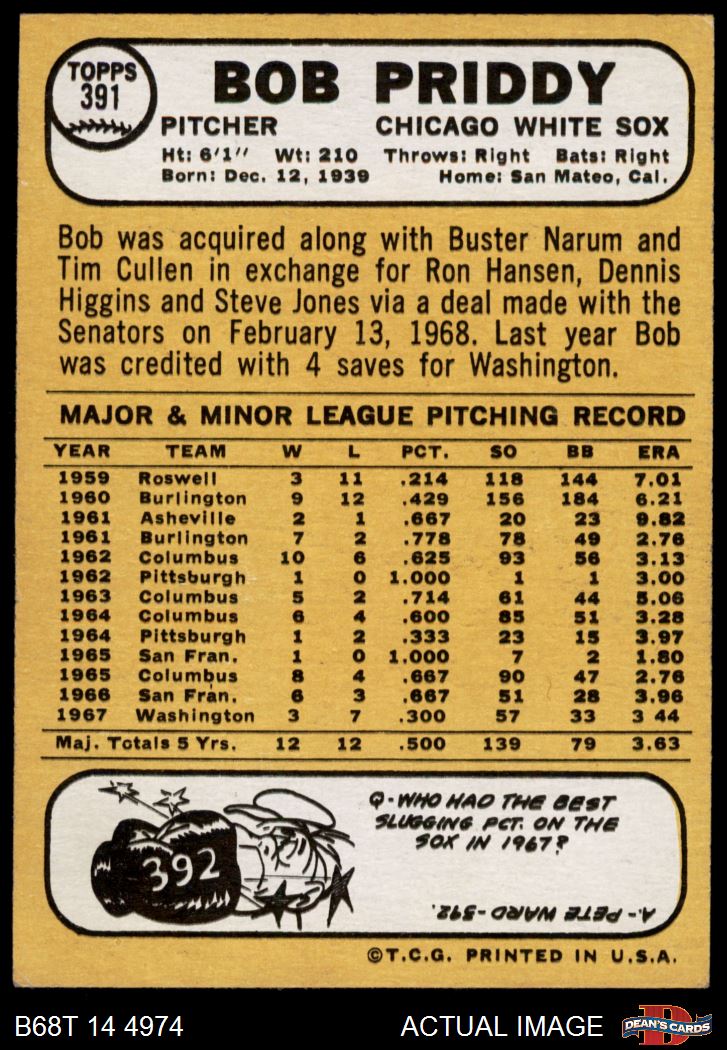 TOPPS
391
BOB PRIDDY
PITCHER CHICAGO WHITE SOX
Ht: 6'1" Wt: 210 Throws: Right Bats: Right
Born: Dec. 12, 1939 Home: San Mateo, Cal.
Bob was acquired along with Buster Narum and
Tim Cullen in exchange for Ron Hansen, Dennis
Higgins and Steve Jones via a deal made with the
Senators on February 13, 1968. Last year Bob
was credited with 4 saves for Washington.
MAJOR & MINOR LEAGUE PITCHING RECORD
YEAR TEAM W L PCT. SO BB ERA
1959 Roswell 3 11 .214 118 144 7.01
1960 Burlington 9 12 .429 156 184 6.21
1961 Asheville 2 1 .667 20 23 9.82
1961 Burlington 7 2 .778 78 49 2.76
1962 Columbus 10 6 .625 93 56 3.13
1962 Pittsburgh 1 0 1.000 1 1 3.00
1963 Columbus 5 2 .714 61 44 5.06
1964 Columbus 6 4 .600 85 51 3.28
1964 Pittsburgh 1 2 .333 23 15 3.97
1965 San Fran. 1 0 1.000 7 2 1.80
1965 Columbus 8 4 .667 90 47 2.76
1966 San Fran. 6 3 .667 51 28 3.96
1967 Washington 3 7 .300 57 33 3 44
Maj. Totals 5 Yrs. 12 12 .500 139 79 3.63
392
Q-WHO HAD THE BEST
SLUGGING PCT. ON THE
SOX IN 1967?
A-PETE WARD-.392.
©T.C.G. PRINTED IN U.S.A.
B68T 14 4974 ACTUAL IMAGE
D
DEAN'S CARDS